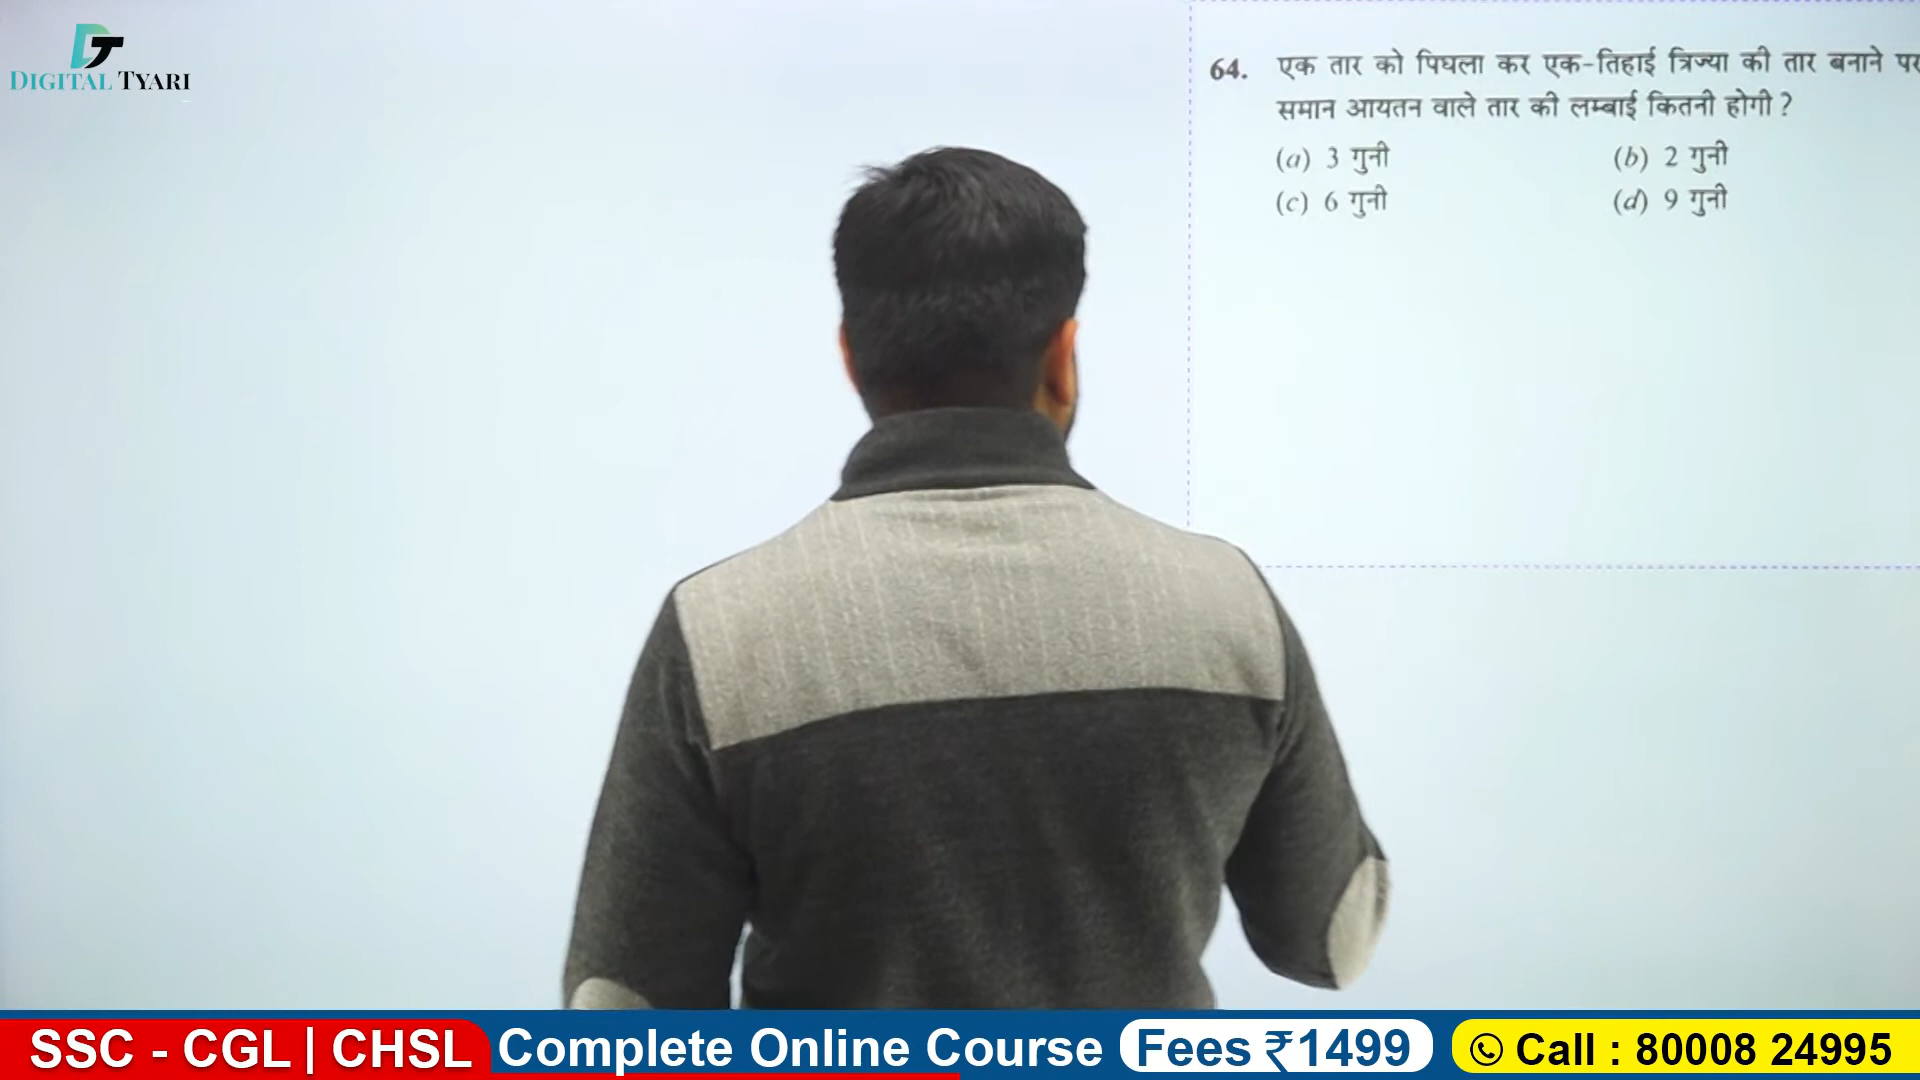 DT
DIGITAL TYARI
64. एक तार को पिघला कर एक-तिहाई त्रिज्या की तार बनाने पर
समान आयतन वाले तार की लम्बाई कितनी होगी ?
(a) 3 गुनी (b) 2 गुनी
(c) 6 गुनी (d) 9 गुनी
SSC - CGL | CHSL Complete Online Course Fees ₹1499 Call : 80008 24995